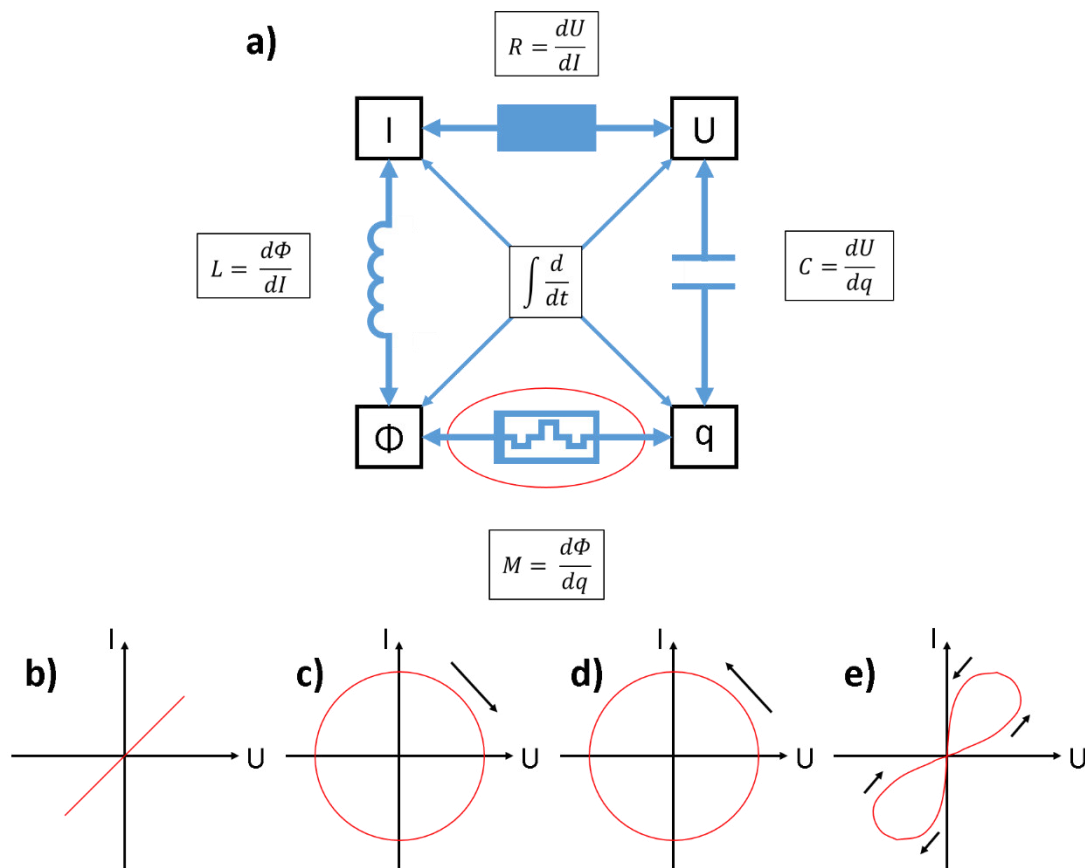 a)
R = dU/dI
I
U
L = dΦ/dI
∫ d/dt
C = dU/dq
Φ
q
M = dΦ/dq
b)
I
U
c)
I
U
d)
I
U
e)
I
U